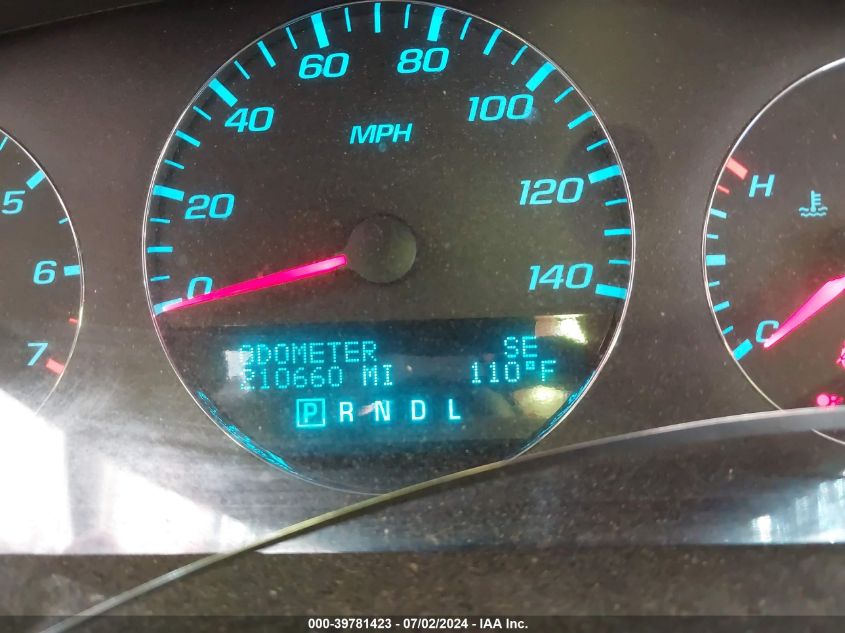 60 80
40 100
MPH
5 20 120 H
6 0 140
7 C
ODOMETER SE
210660 MI 110°F
P R N D L
000-39781423 - 07/02/2024 - IAA Inc.